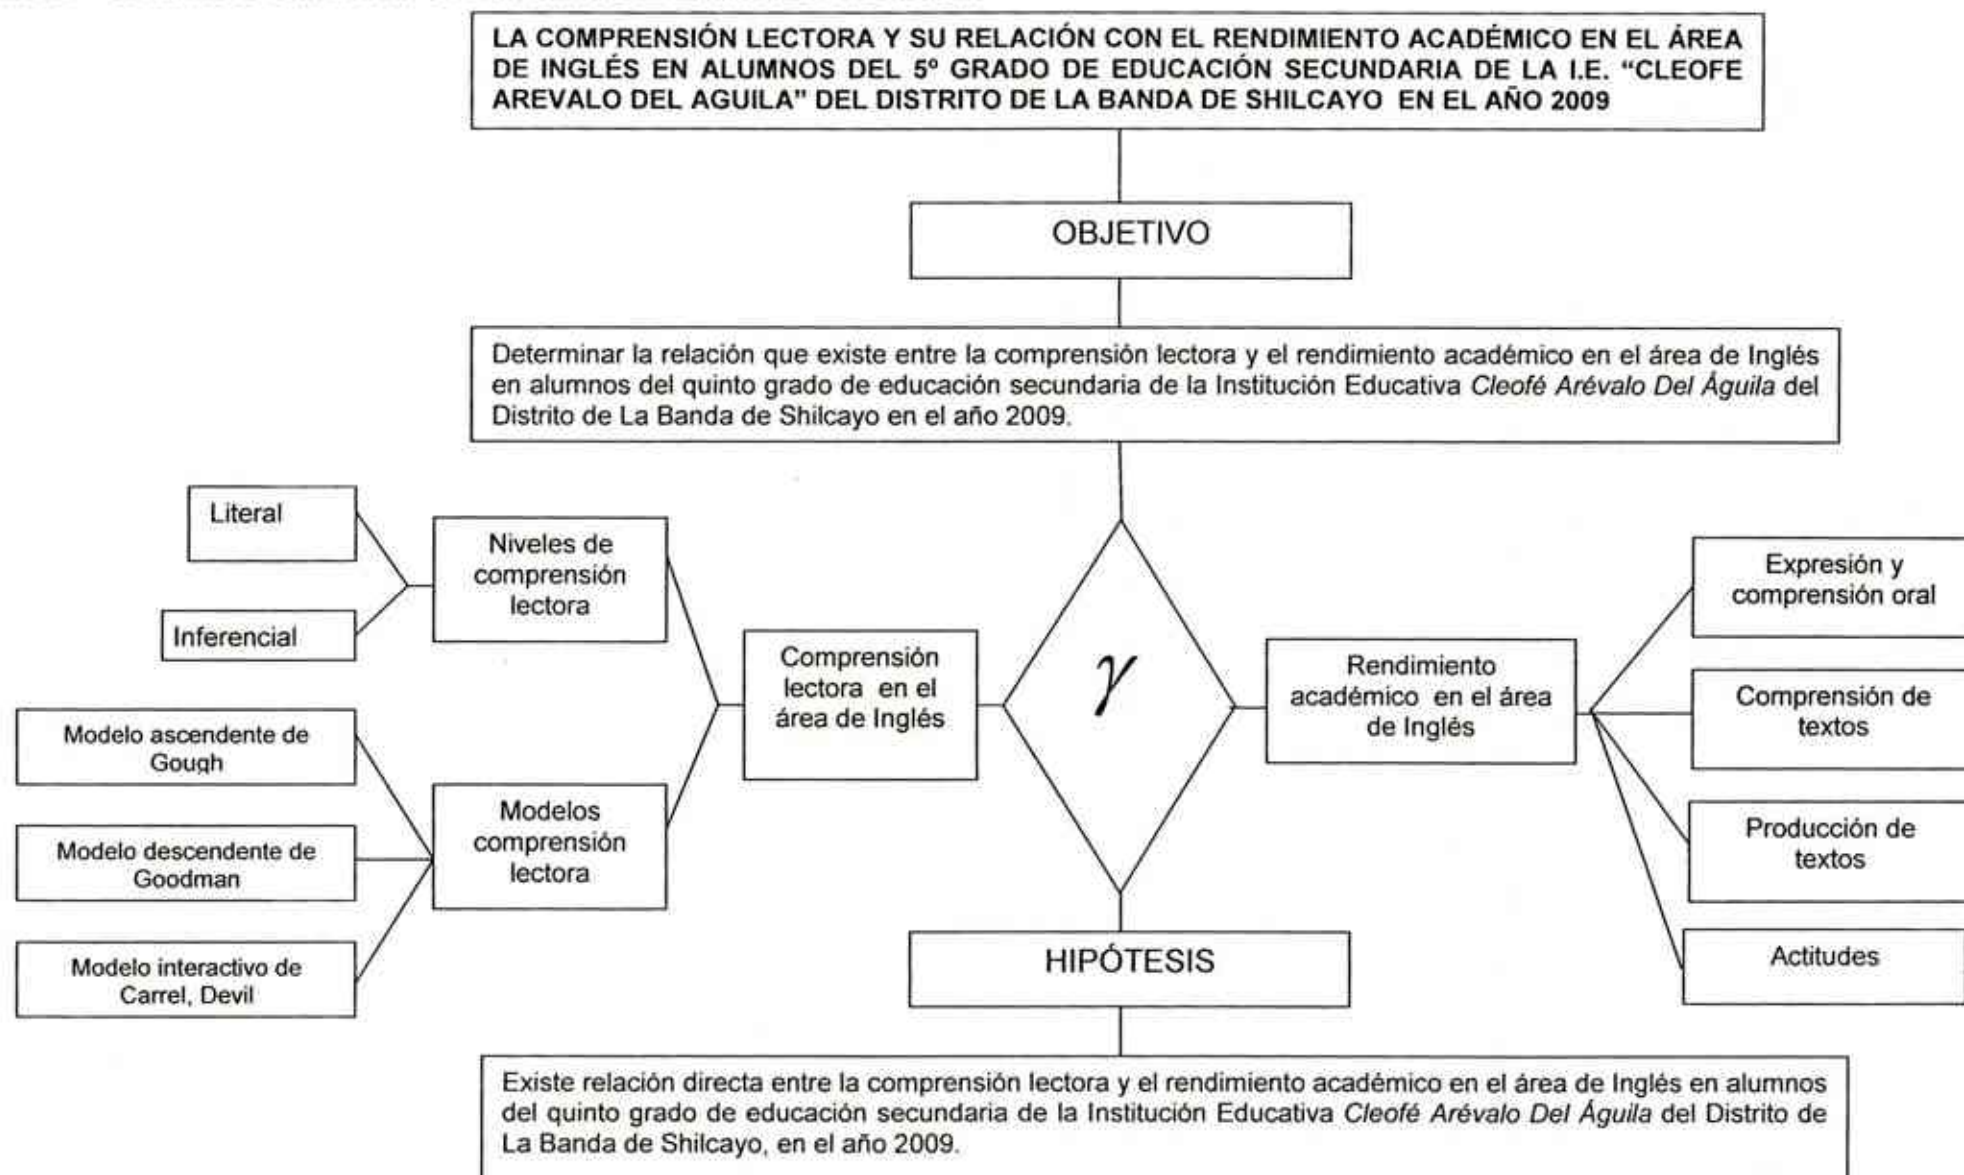 LA COMPRENSIÓN LECTORA Y SU RELACIÓN CON EL RENDIMIENTO ACADÉMICO EN EL ÁREA
DE INGLÉS EN ALUMNOS DEL 5º GRADO DE EDUCACIÓN SECUNDARIA DE LA I.E. “CLEOFE
AREVALO DEL AGUILA” DEL DISTRITO DE LA BANDA DE SHILCAYO EN EL AÑO 2009
OBJETIVO
Determinar la relación que existe entre la comprensión lectora y el rendimiento académico en el área de Inglés
en alumnos del quinto grado de educación secundaria de la Institución Educativa Cleofé Arévalo Del Águila del
Distrito de La Banda de Shilcayo en el año 2009.
Literal
Inferencial
Niveles de
comprensión
lectora
Modelo ascendente de
Gough
Modelo descendente de
Goodman
Modelo interactivo de
Carrel, Devil
Modelos
comprensión
lectora
Comprensión
lectora en el
área de Inglés
γ
Rendimiento
académico en el área
de Inglés
Expresión y
comprensión oral
Comprensión de
textos
Producción de
textos
Actitudes
HIPÓTESIS
Existe relación directa entre la comprensión lectora y el rendimiento académico en el área de Inglés en alumnos
del quinto grado de educación secundaria de la Institución Educativa Cleofé Arévalo Del Águila del Distrito de
La Banda de Shilcayo, en el año 2009.